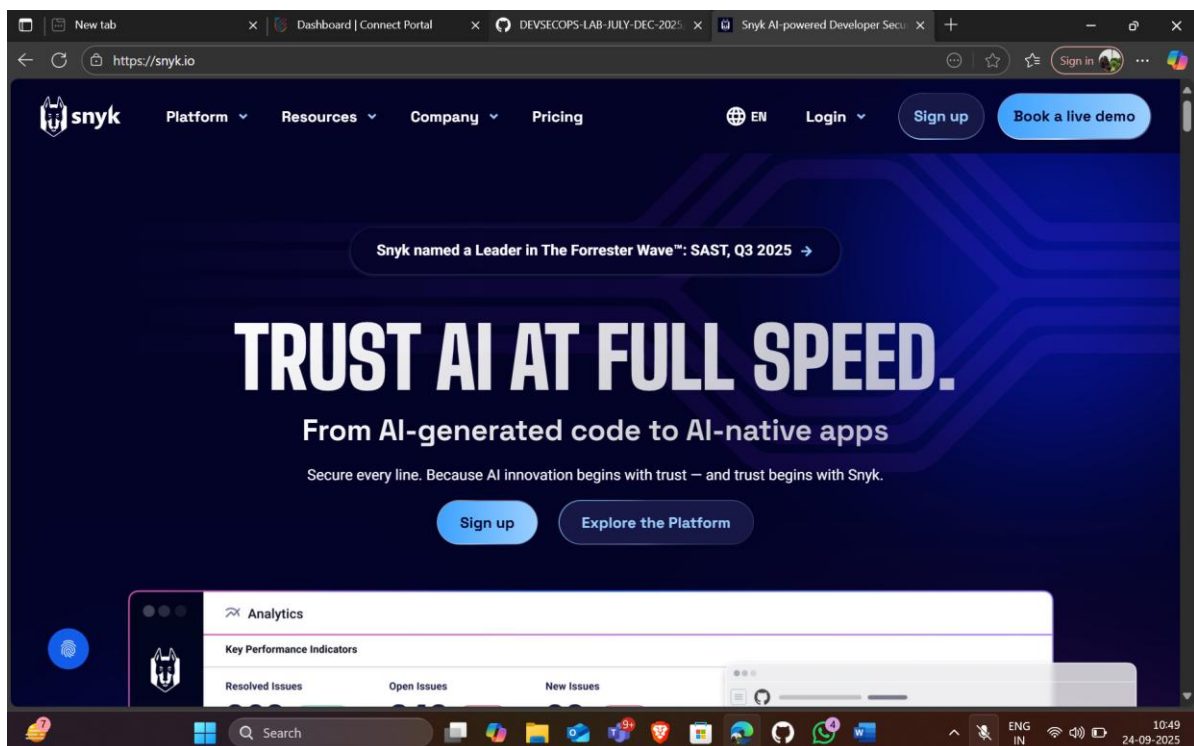 New tab
Dashboard | Connect Portal
DEVSECOPS-LAB-JULY-DEC-2025
Snyk AI-powered Developer Secu
https://snyk.io
Sign in
snyk
Platform
Resources
Company
Pricing
EN
Login
Sign up
Book a live demo
Snyk named a Leader in The Forrester Wave™: SAST, Q3 2025 →
TRUST AI AT FULL SPEED.
From AI-generated code to AI-native apps
Secure every line. Because AI innovation begins with trust — and trust begins with Snyk.
Sign up
Explore the Platform
Analytics
Key Performance Indicators
Resolved Issues
Open Issues
New Issues
7
Search
9+
4
ENG
IN
10:49
24-09-2025